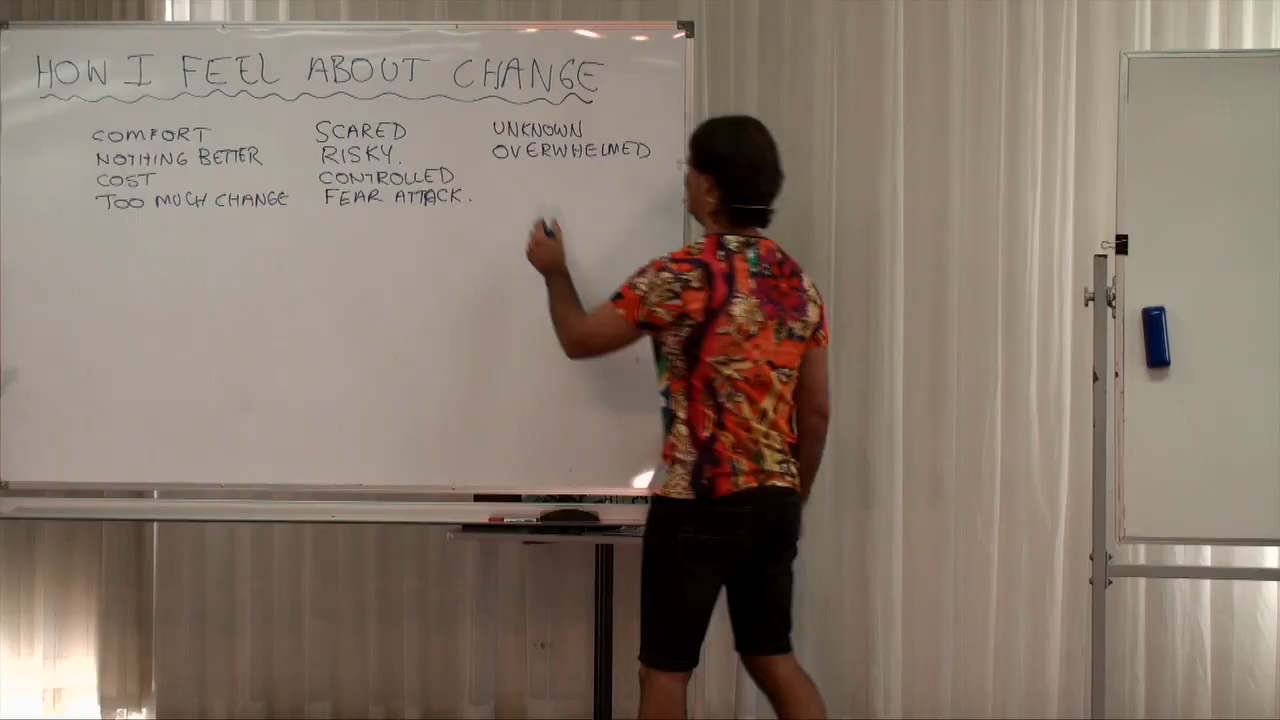 HOW I FEEL ABOUT CHANGE
COMFORT
NOTHING BETTER
COST
TOO MUCH CHANGE
SCARED
RISKY.
CONTROLLED
FEAR ATTACK.
UNKNOWN
OVERWHELMED